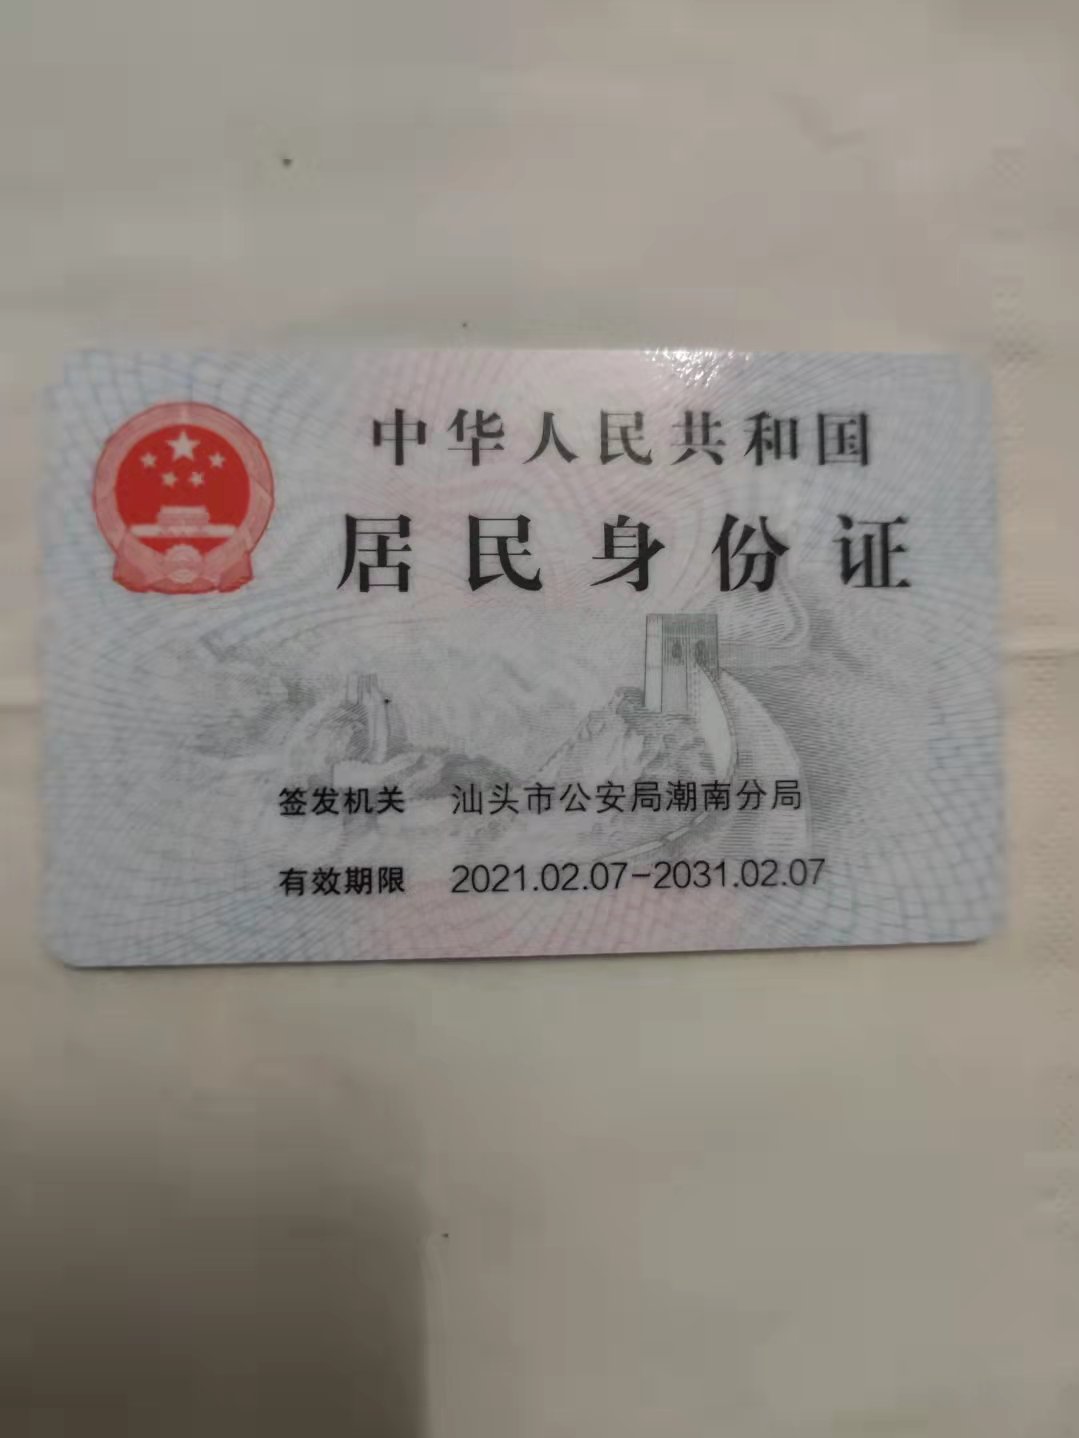 中华人民共和国
居民身份证
签发机关 汕头市公安局潮南分局
有效期限 2021.02.07-2031.02.07